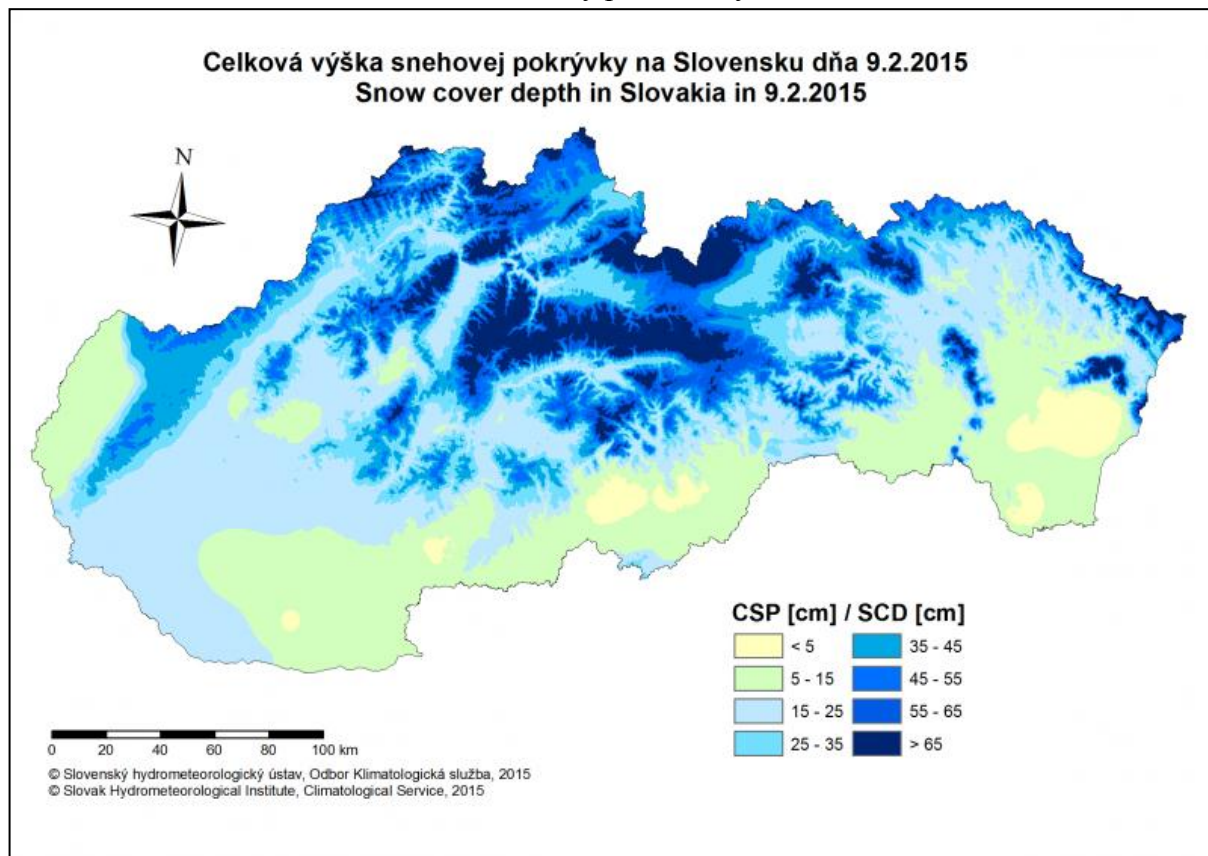 Celková výška snehovej pokrývky na Slovensku dňa 9.2.2015
Snow cover depth in Slovakia in 9.2.2015
N
CSP [cm] / SCD [cm]
< 5
5 - 15
15 - 25
25 - 35
35 - 45
45 - 55
55 - 65
> 65
0 20 40 60 80 100 km
© Slovenský hydrometeorologický ústav, Odbor Klimatologická služba, 2015
© Slovak Hydrometeorological Institute, Climatological Service, 2015